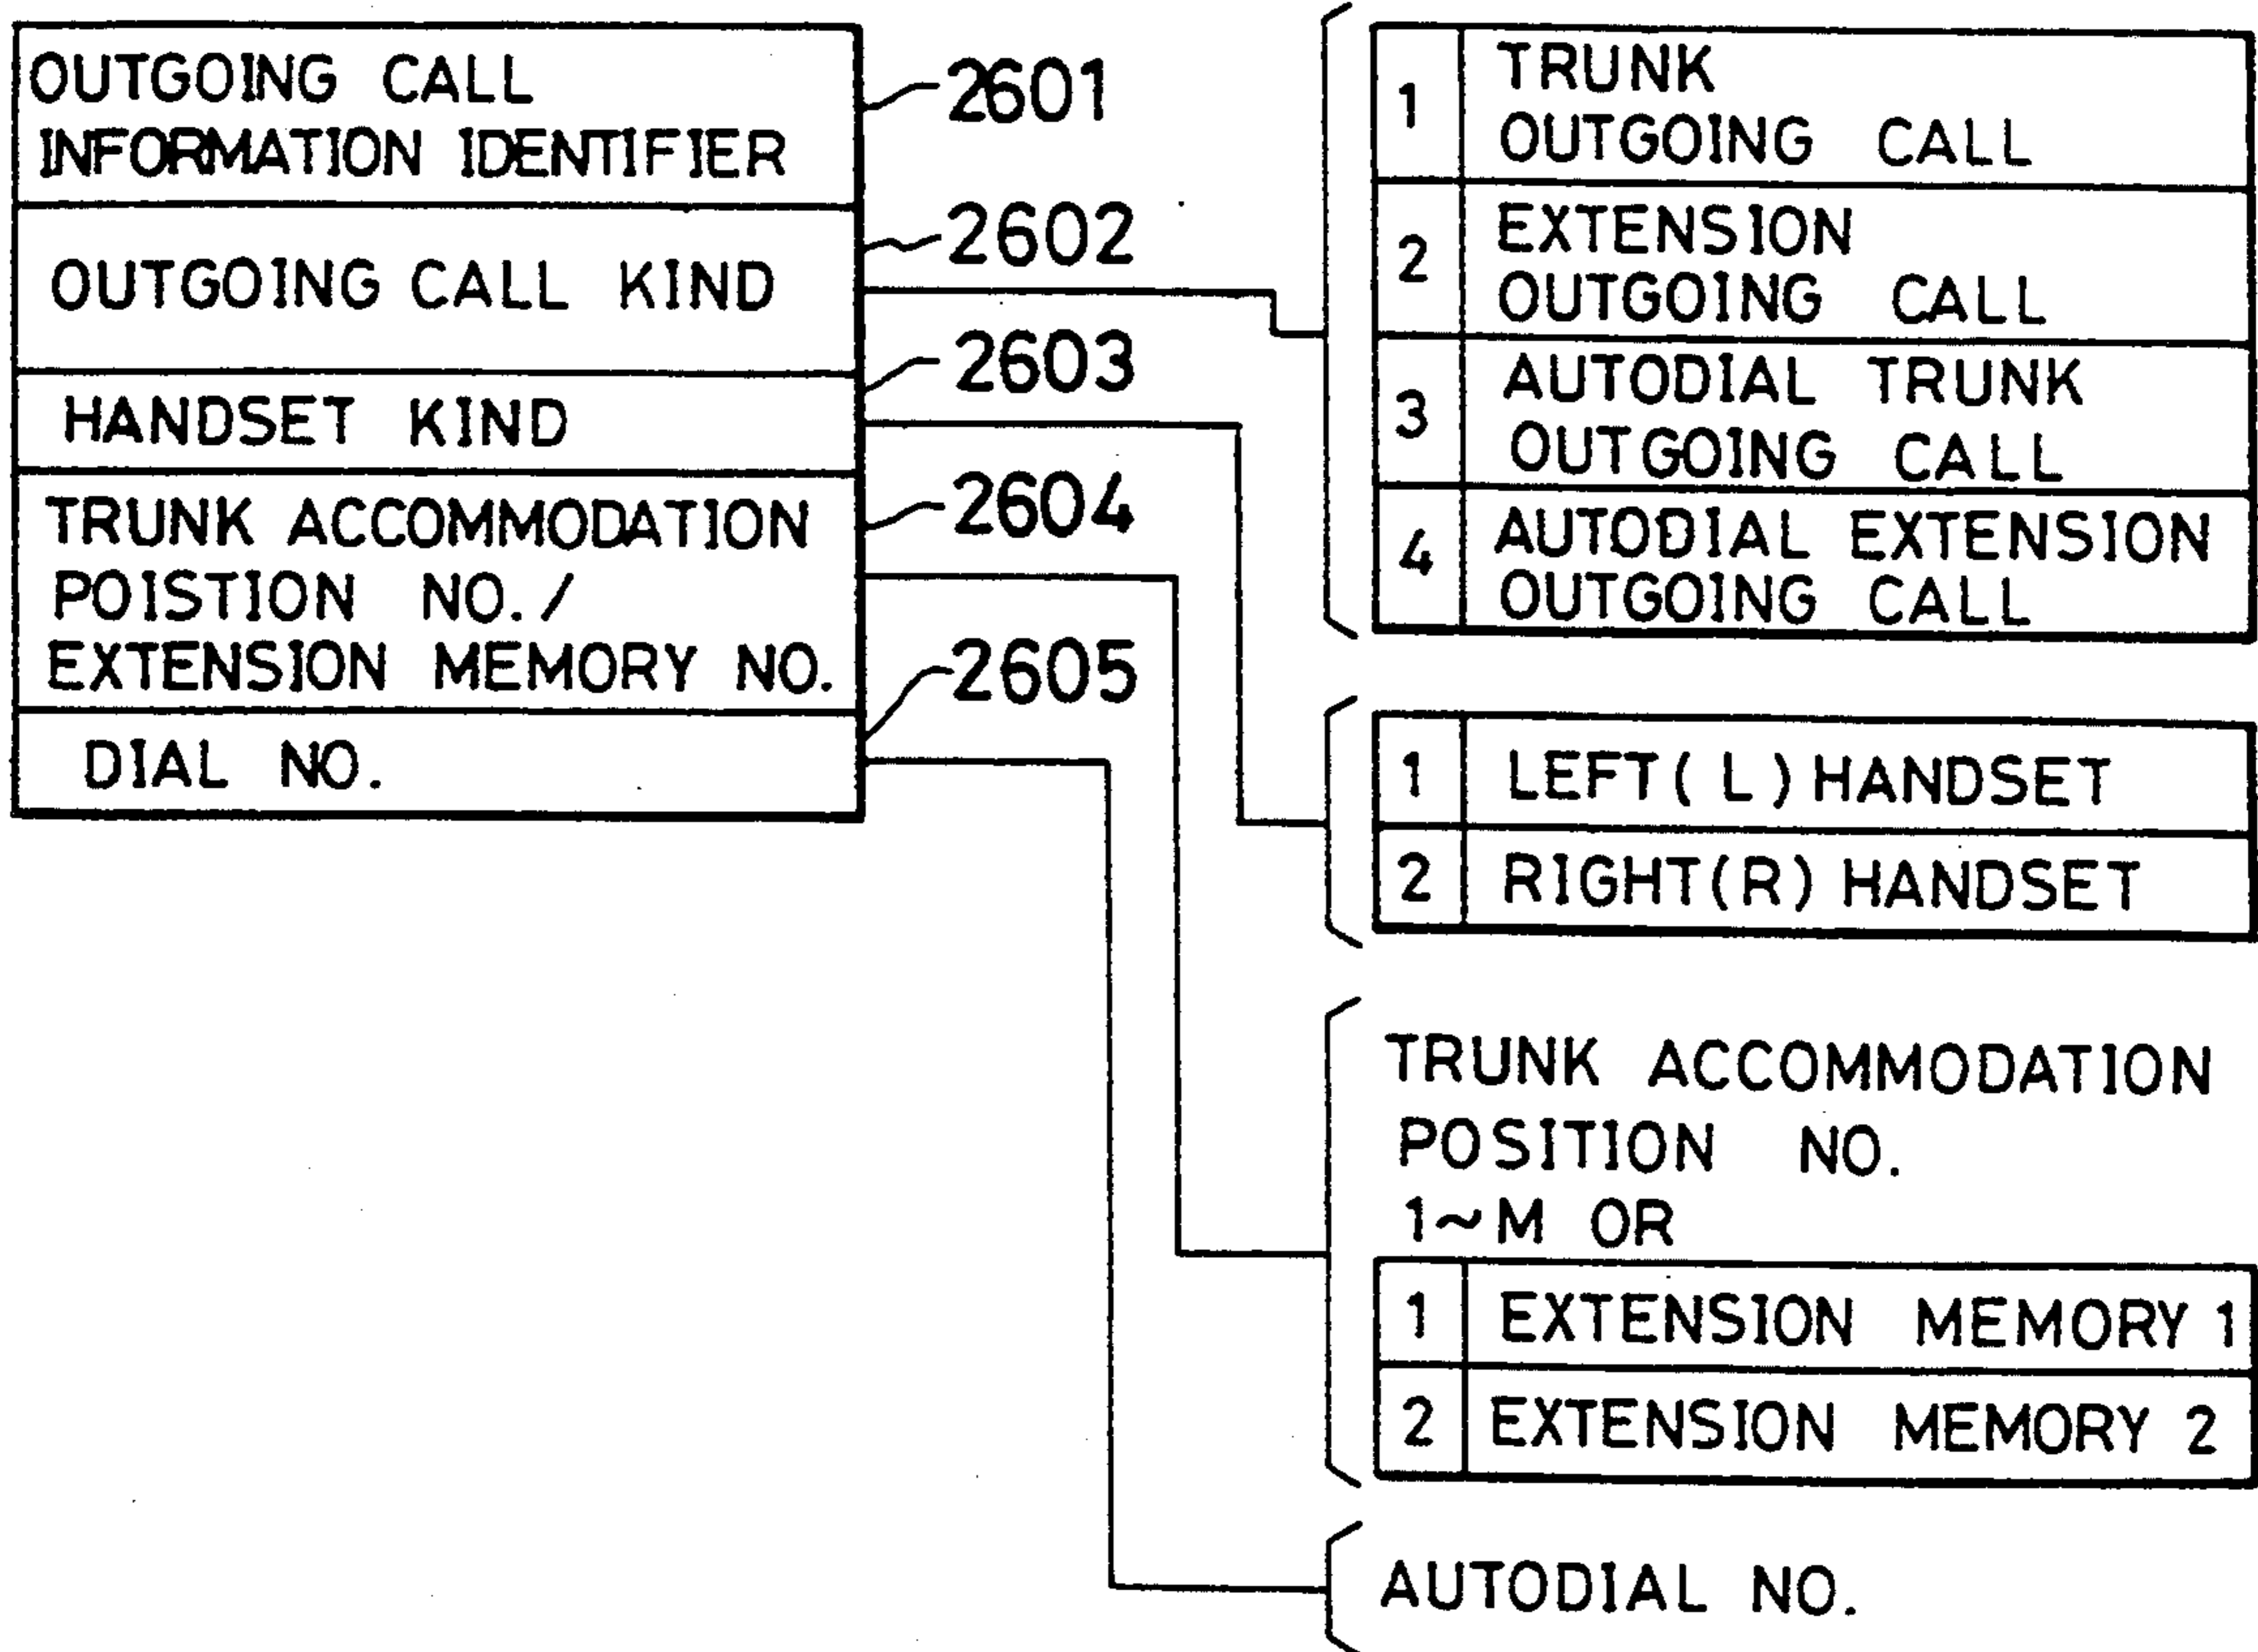 OUTGOING CALL
INFORMATION IDENTIFIER
2601
OUTGOING CALL KIND
2602
HANDSET KIND
2603
TRUNK ACCOMMODATION
POISTION NO./
EXTENSION MEMORY NO.
2604
DIAL NO.
2605
1 TRUNK
OUTGOING CALL
2 EXTENSION
OUTGOING CALL
3 AUTODIAL TRUNK
OUTGOING CALL
4 AUTODIAL EXTENSION
OUTGOING CALL
1 LEFT(L) HANDSET
2 RIGHT(R) HANDSET
TRUNK ACCOMMODATION
POSITION NO.
1~M OR
1 EXTENSION MEMORY 1
2 EXTENSION MEMORY 2
AUTODIAL NO.